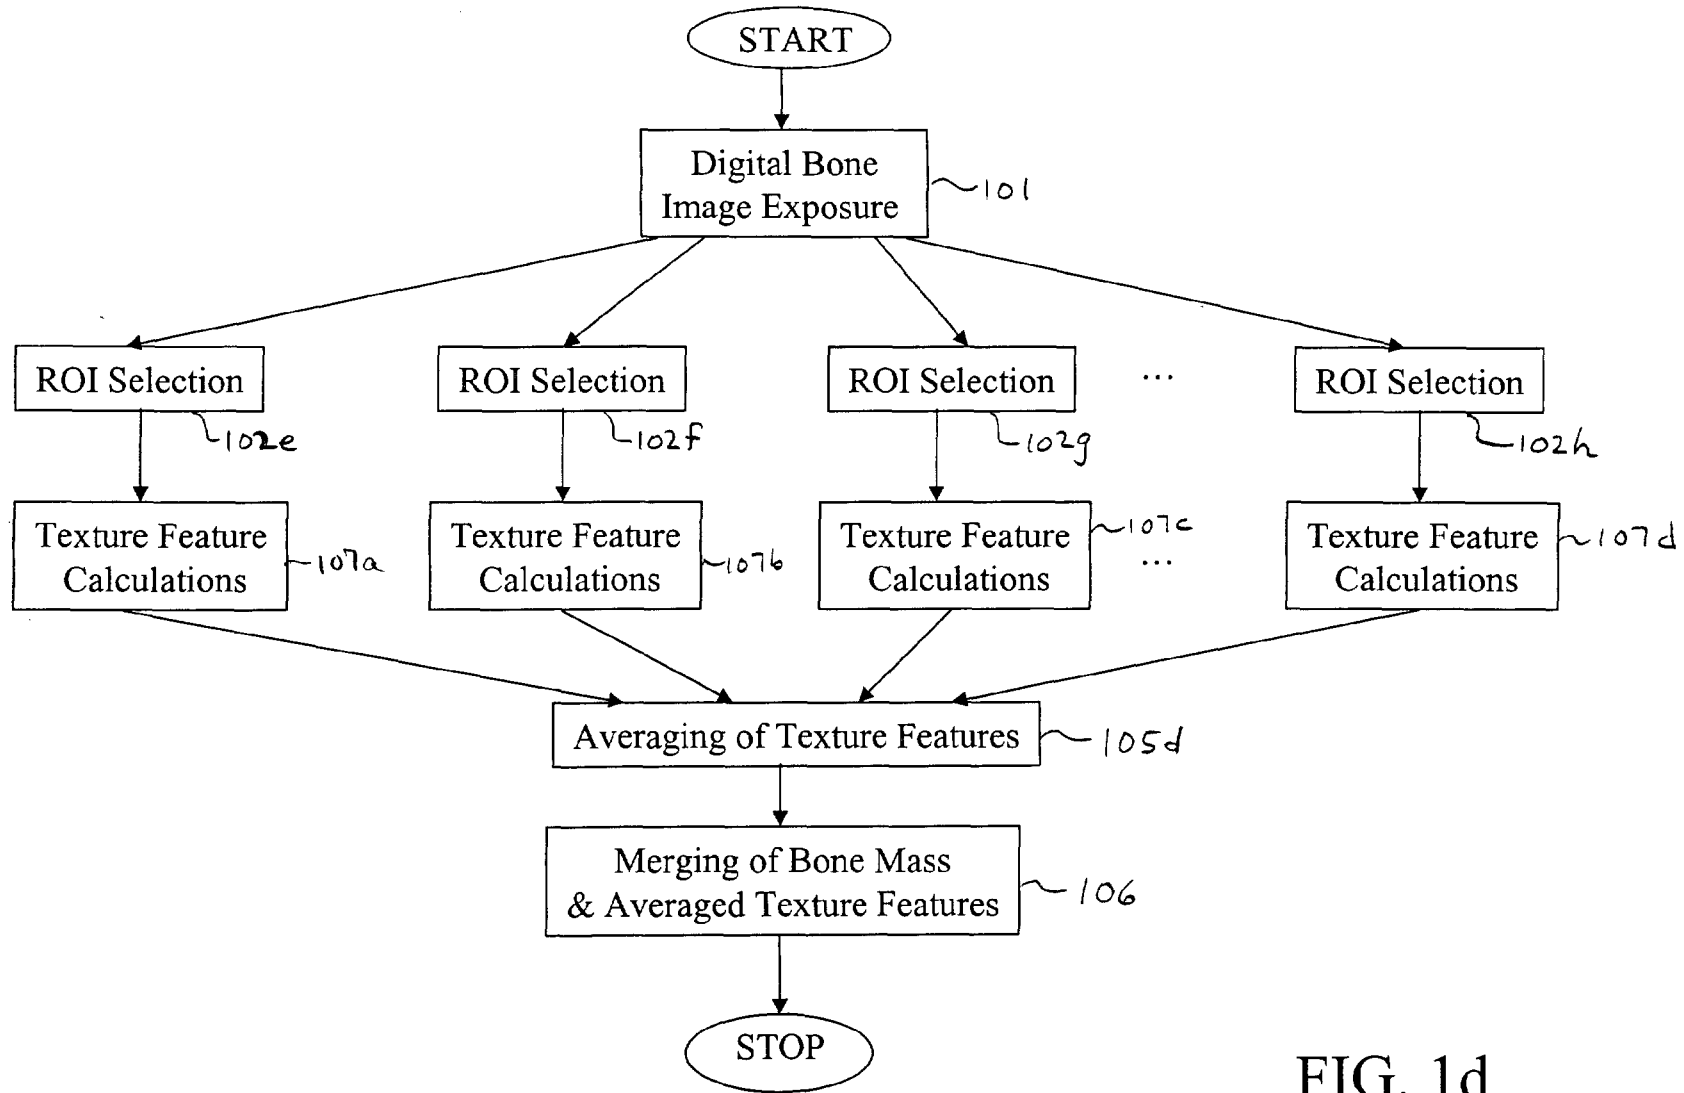 START
Digital Bone
Image Exposure
101
ROI Selection
ROI Selection
ROI Selection
...
ROI Selection
102e
102f
102g
102h
Texture Feature
Calculations
107a
Texture Feature
Calculations
107b
Texture Feature
Calculations
107c
...
Texture Feature
Calculations
107d
Averaging of Texture Features
105d
Merging of Bone Mass
& Averaged Texture Features
106
STOP
FIG. 1d